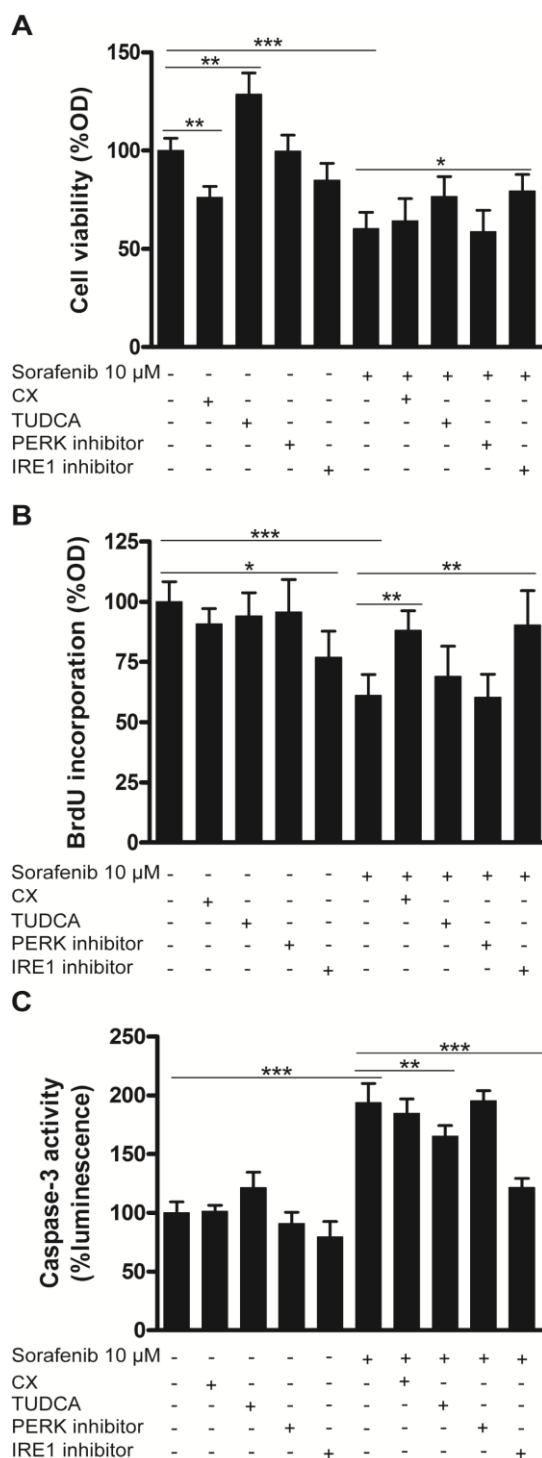 A
***
**
**
*
150
100
50
0
Cell viability (%OD)
Sorafenib 10 µM - - - - - + + + + +
CX - + - - - - + - - -
TUDCA - - + - - - - + - -
PERK inhibitor - - - + - - - - + -
IRE1 inhibitor - - - - + - - - - +
B
***
*
**
**
125
100
75
50
25
0
BrdU incorporation (%OD)
Sorafenib 10 µM - - - - - + + + + +
CX - + - - - - + - - -
TUDCA - - + - - - - + - -
PERK inhibitor - - - + - - - - + -
IRE1 inhibitor - - - - + - - - - +
C
***
***
**
250
200
150
100
50
0
Caspase-3 activity
(%luminescence)
Sorafenib 10 µM - - - - - + + + + +
CX - + - - - - + - - -
TUDCA - - + - - - - + - -
PERK inhibitor - - - + - - - - + -
IRE1 inhibitor - - - - + - - - - +